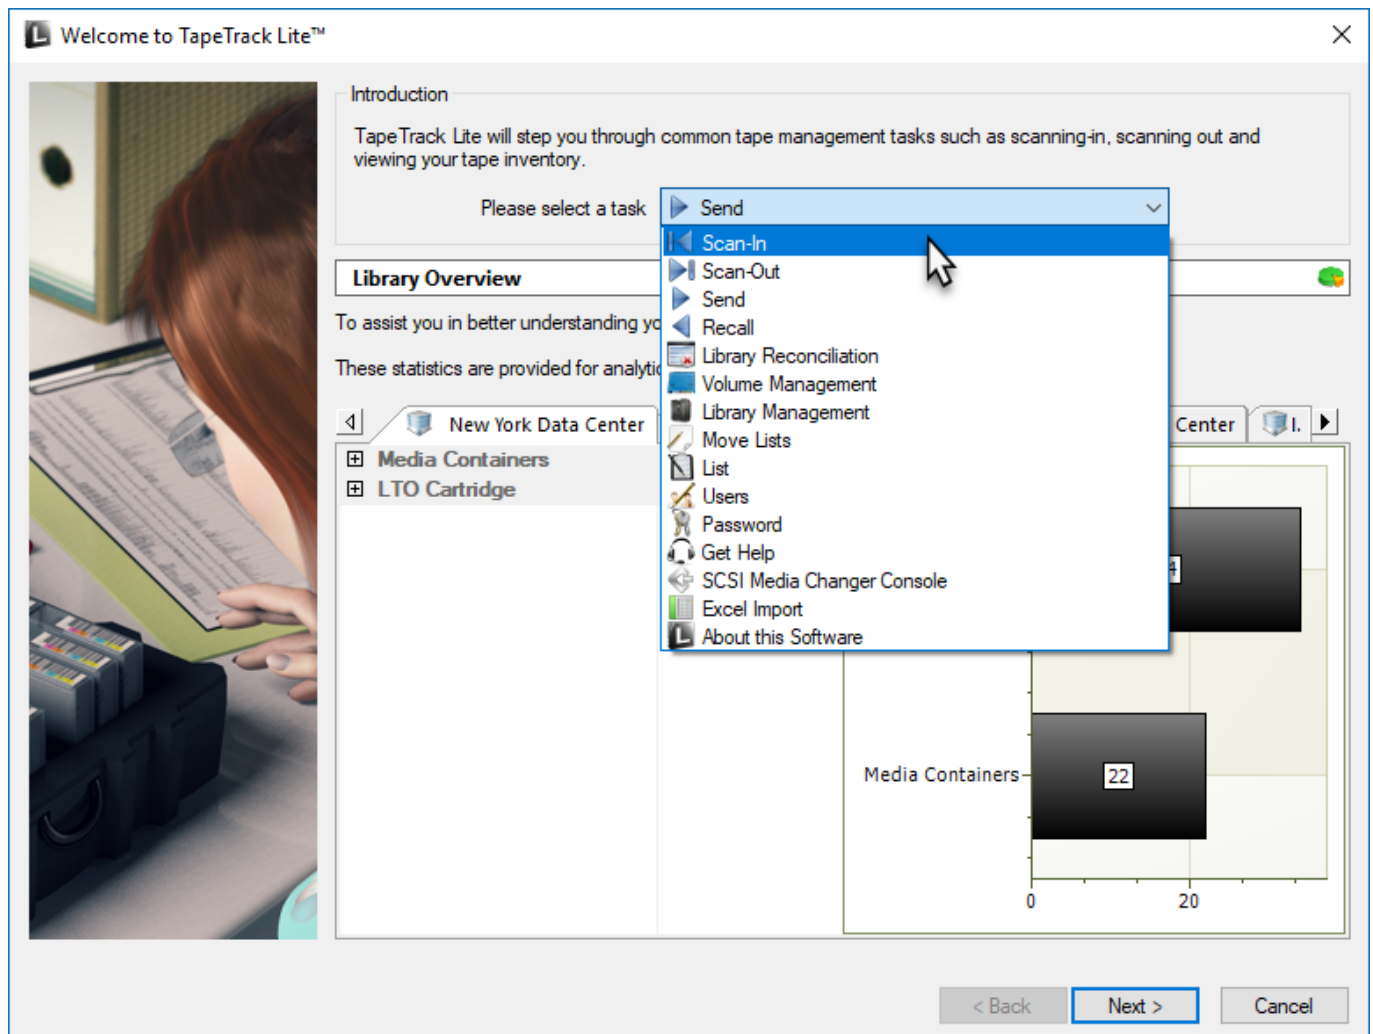 Welcome to TapeTrack Lite™
Introduction
TapeTrack Lite will step you through common tape management tasks such as scanning-in, scanning out and
viewing your tape inventory.
Please select a task
Send
Scan-In
Scan-Out
Send
Recall
Library Reconciliation
Volume Management
Library Management
Move Lists
List
Users
Password
Get Help
SCSI Media Changer Console
Excel Import
About this Software
Library Overview
To assist you in better understanding
These statistics are provided for
New York Data Center
Center
Media Containers
LTO Cartridge
4
Media Containers
22
0
20
< Back
Next >
Cancel